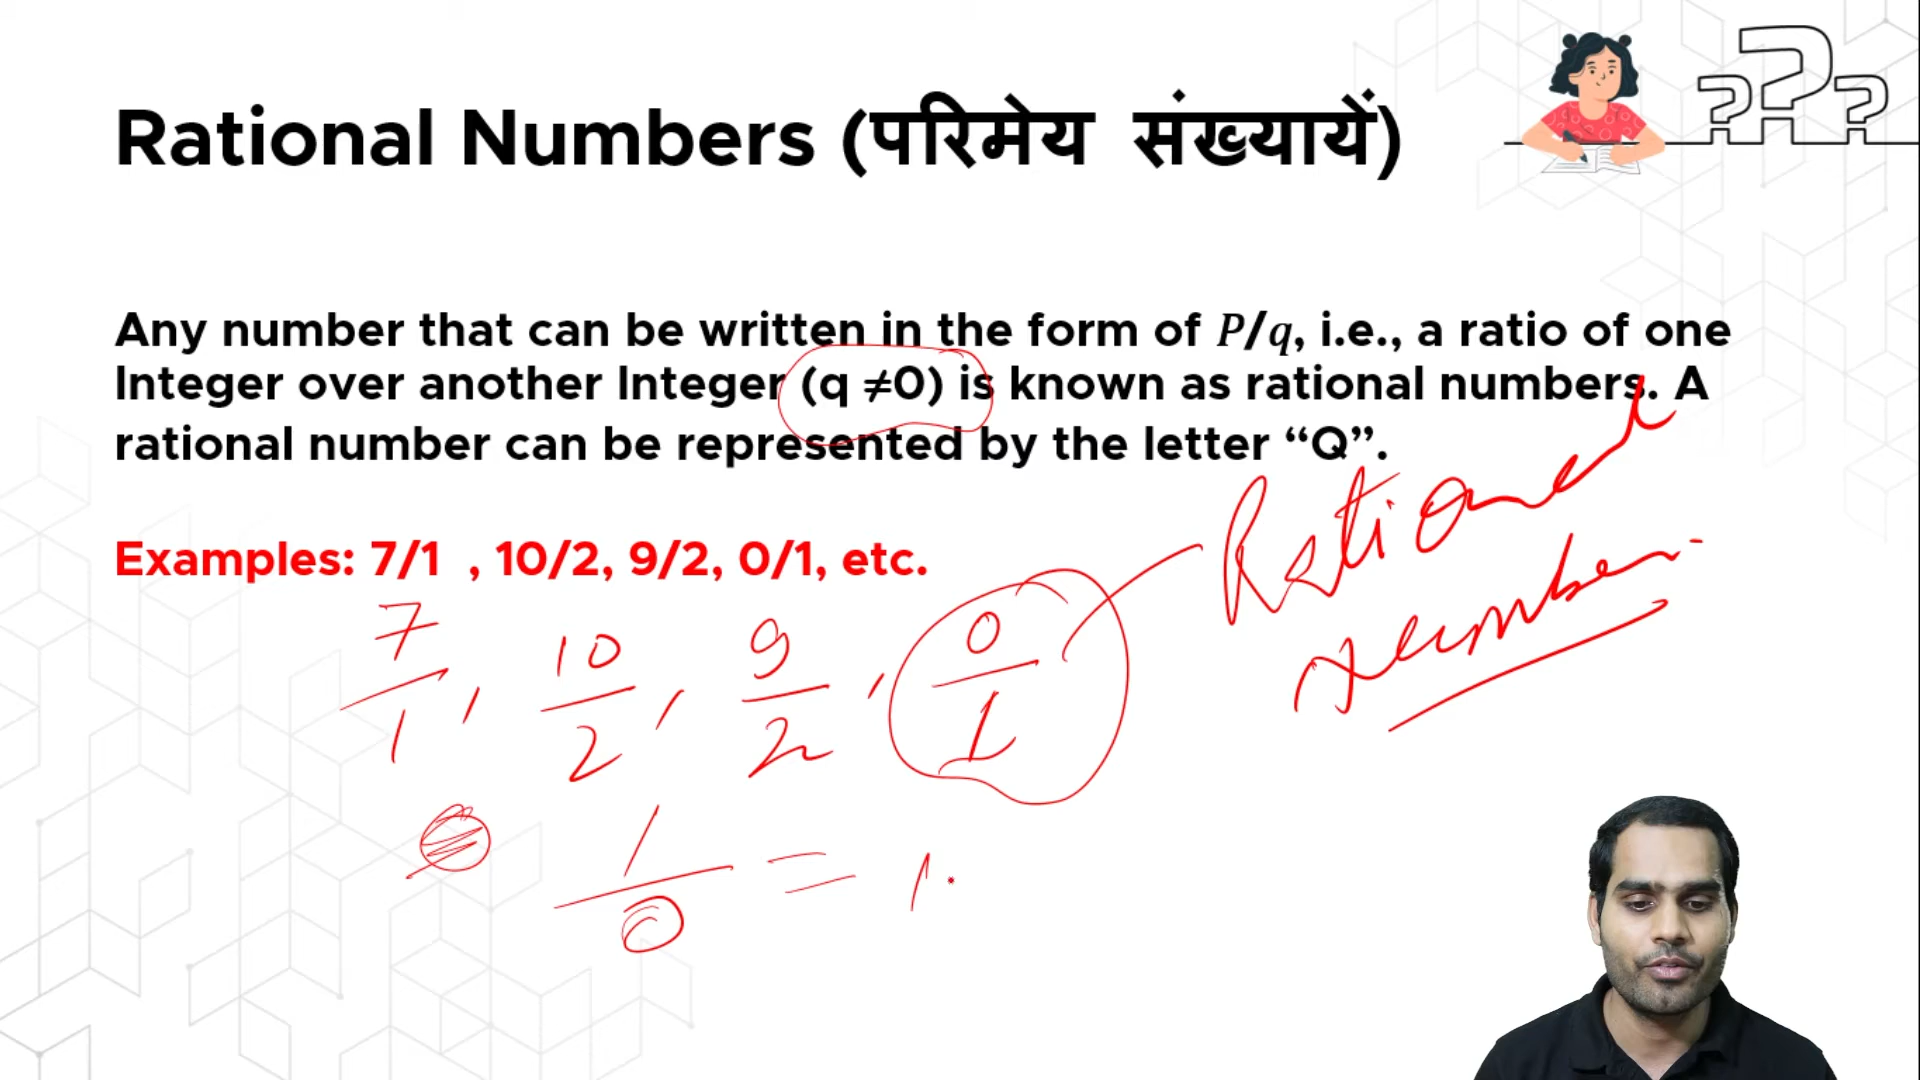 ???
Rational Numbers (परिमेय संख्यायें)
Any number that can be written in the form of P/q, i.e., a ratio of one
Integer over another Integer (q ≠0) is known as rational numbers. A
rational number can be represented by the letter “Q”.
Examples: 7/1 , 10/2, 9/2, 0/1, etc.
Rational
number
7/1, 10/2, 9/2, 0/1
1/0 = 1.